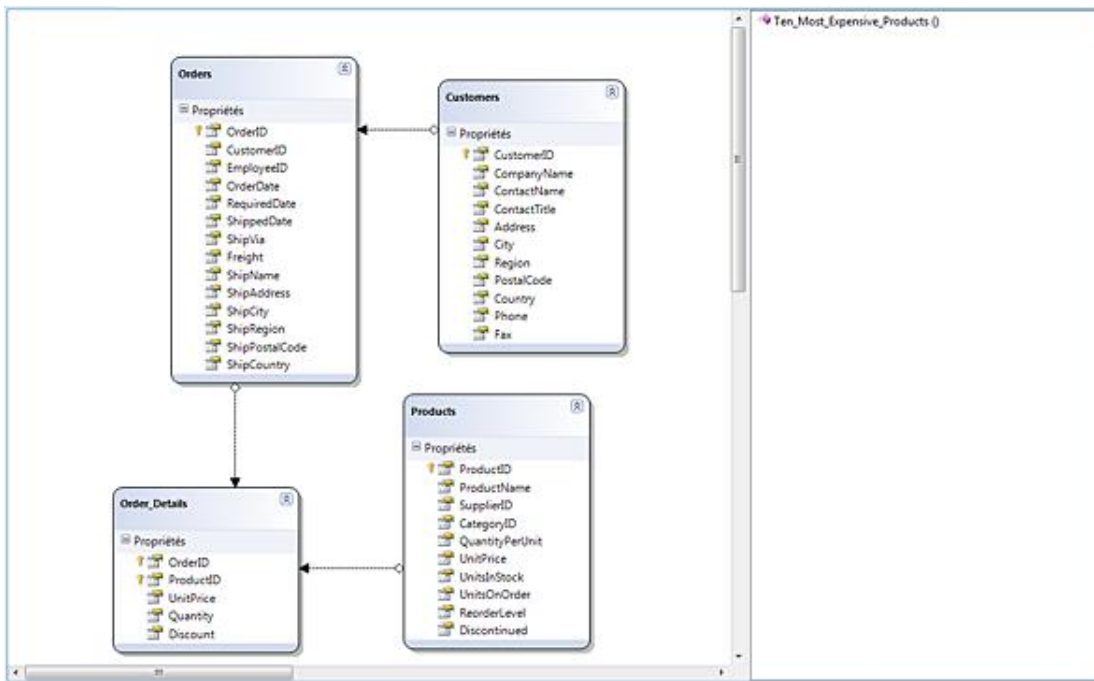 Orders
Propriétés
OrderID
CustomerID
EmployeeID
OrderDate
RequiredDate
ShippedDate
ShipVia
Freight
ShipName
ShipAddress
ShipCity
ShipRegion
ShipPostalCode
ShipCountry
Customers
Propriétés
CustomerID
CompanyName
ContactName
ContactTitle
Address
City
Region
PostalCode
Country
Phone
Fax
Order_Details
Propriétés
OrderID
ProductID
UnitPrice
Quantity
Discount
Products
Propriétés
ProductID
ProductName
SupplierID
CategoryID
QuantityPerUnit
UnitPrice
UnitsInStock
UnitsOnOrder
ReorderLevel
Discontinued
Ten_Most_Expensive_Products ()